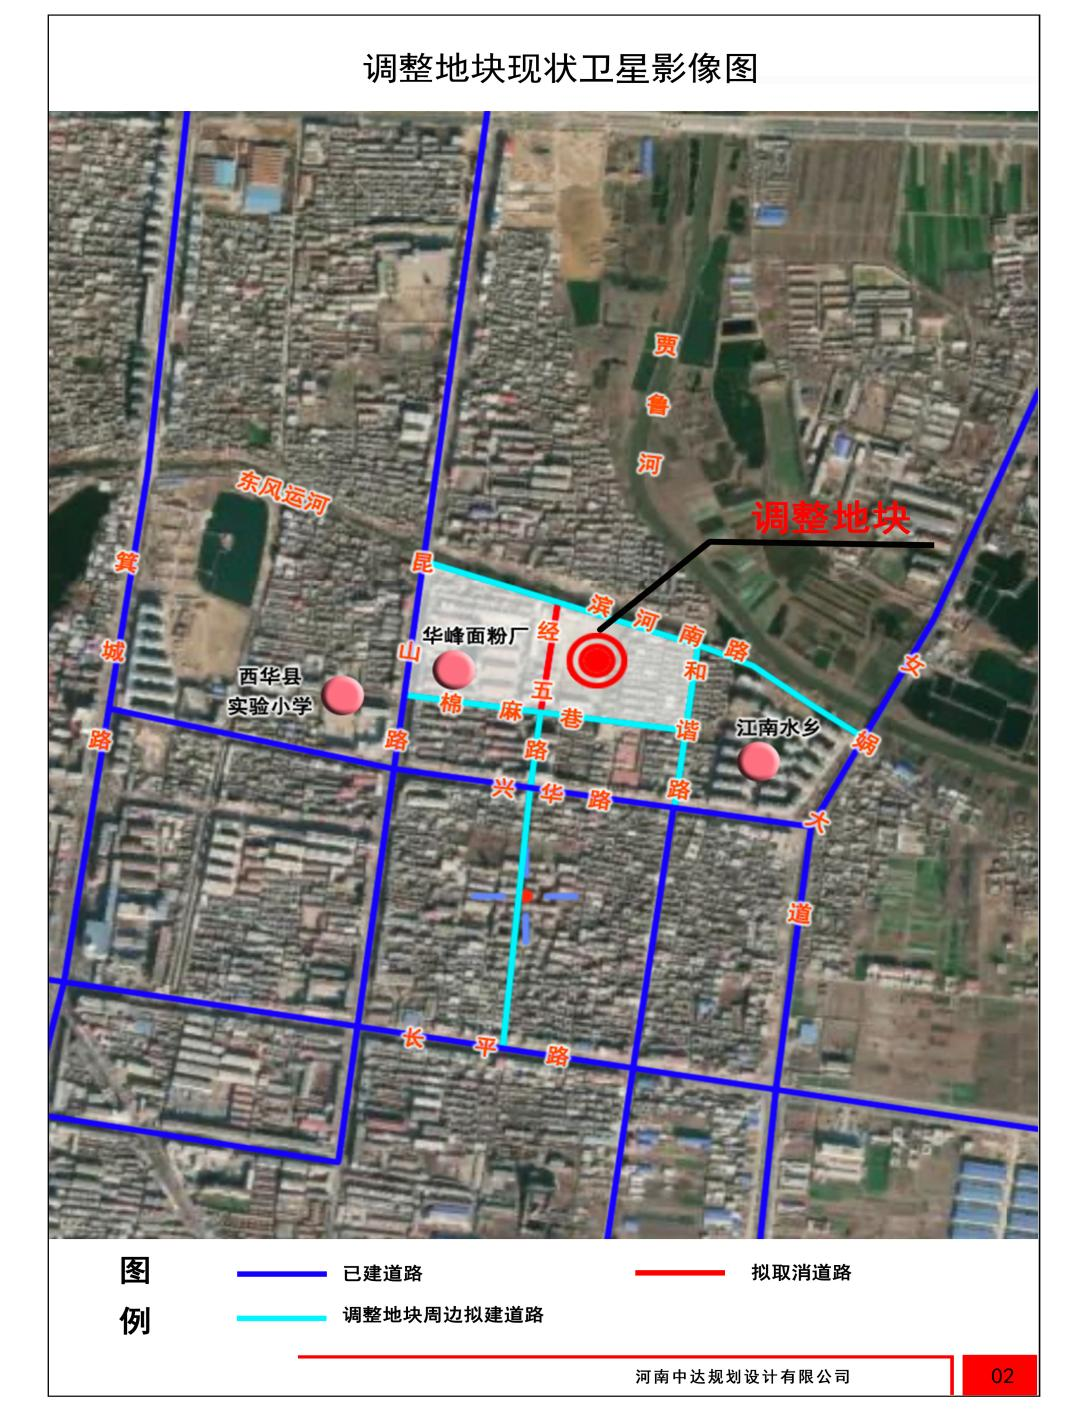 调整地块现状卫星影像图
贾鲁河
东风运河
调整地块
箕城路
昆山路
滨河南路
经五路
和谐路
女娲大道
华峰面粉厂
西华县
实验小学
棉麻巷
江南水乡
兴华路
长平路
图例
已建道路
拟取消道路
调整地块周边拟建道路
河南中达规划设计有限公司
02